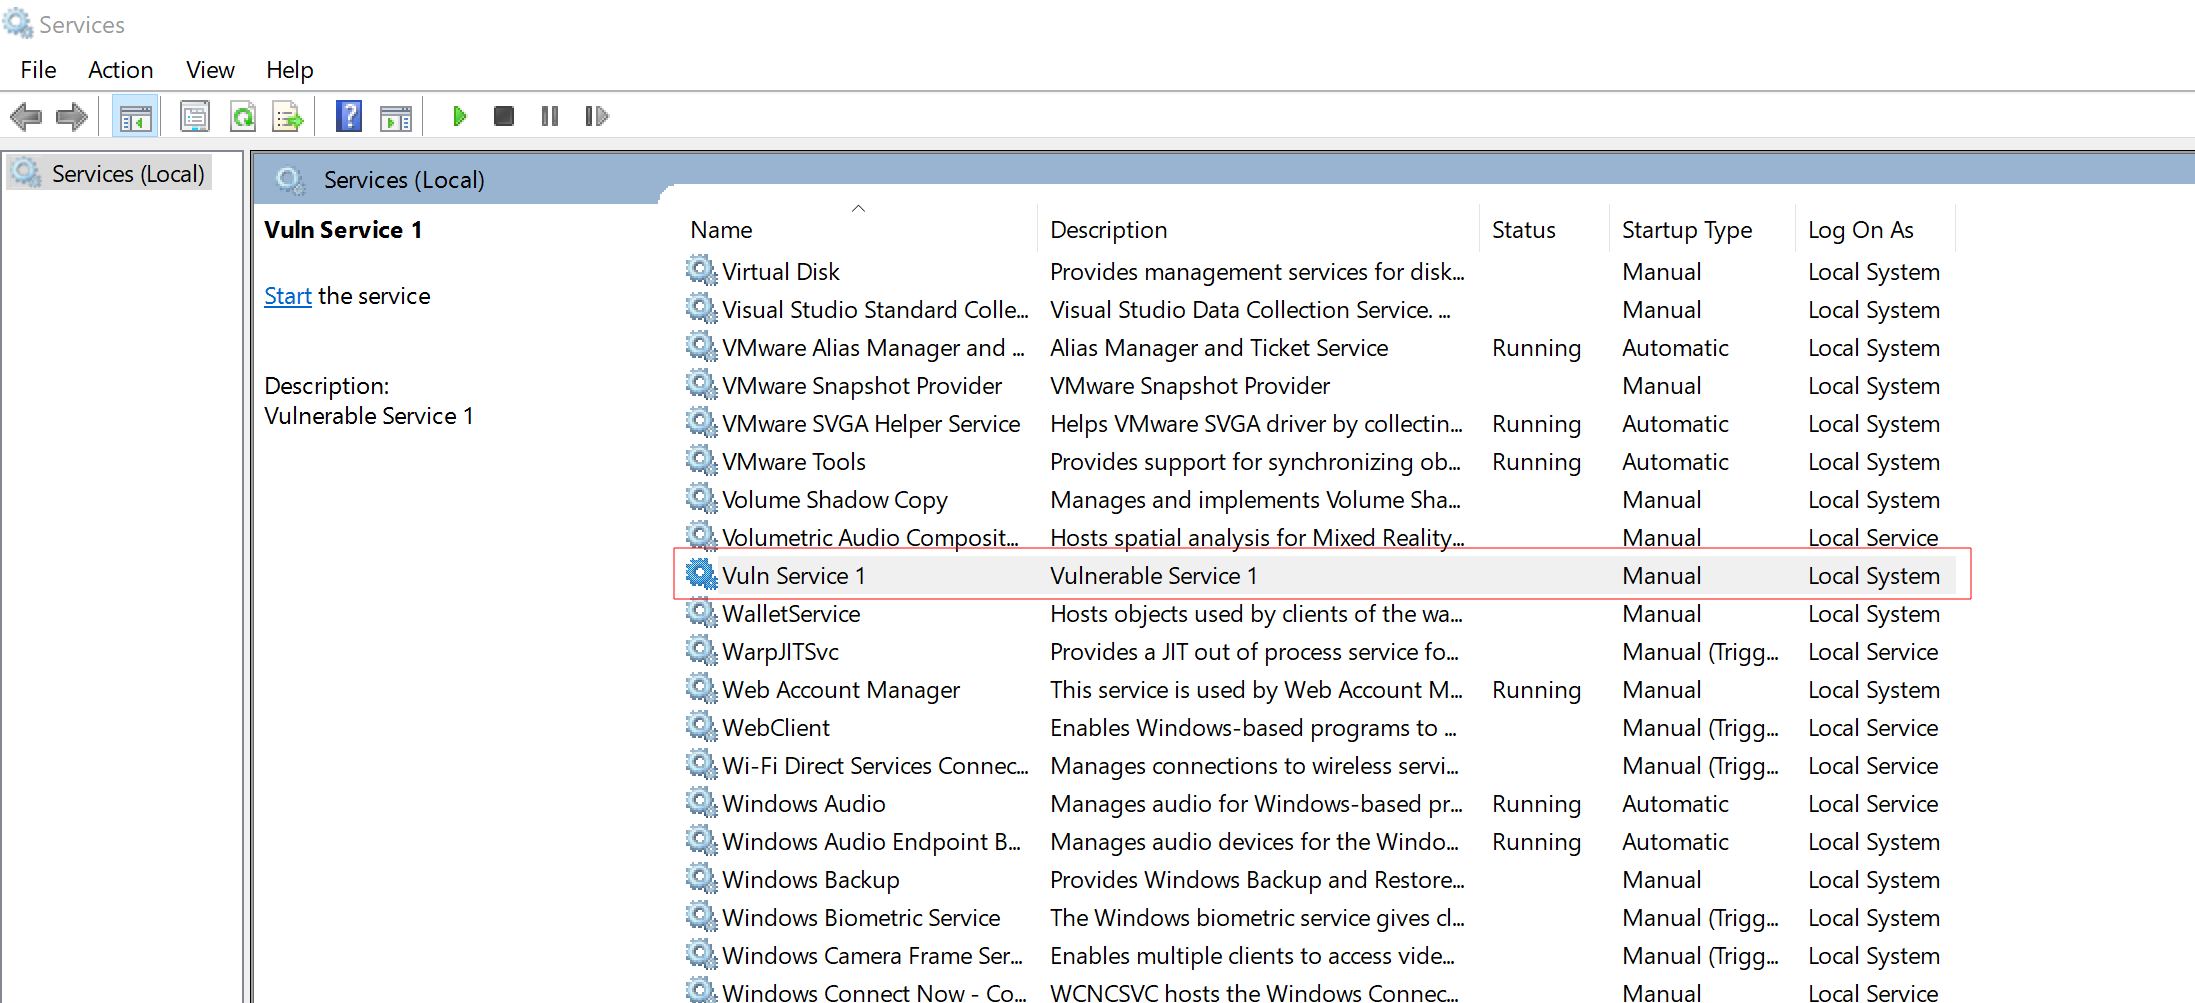 Services
File Action View Help
Services (Local)
Services (Local)
Vuln Service 1
Start the service
Description:
Vulnerable Service 1
Name Description Status Startup Type Log On As
Virtual Disk Provides management services for disk... Manual Local System
Visual Studio Standard Colle... Visual Studio Data Collection Service. ... Manual Local System
VMware Alias Manager and ... Alias Manager and Ticket Service Running Automatic Local System
VMware Snapshot Provider VMware Snapshot Provider Manual Local System
VMware SVGA Helper Service Helps VMware SVGA driver by collectin... Running Automatic Local System
VMware Tools Provides support for synchronizing ob... Running Automatic Local System
Volume Shadow Copy Manages and implements Volume Sha... Manual Local System
Volumetric Audio Composit... Hosts spatial analysis for Mixed Reality... Manual Local Service
Vuln Service 1 Vulnerable Service 1 Manual Local System
WalletService Hosts objects used by clients of the wa... Manual Local System
WarpJITSvc Provides a JIT out of process service fo... Manual (Trigg... Local Service
Web Account Manager This service is used by Web Account M... Running Manual Local System
WebClient Enables Windows-based programs to ... Manual (Trigg... Local Service
Wi-Fi Direct Services Connec... Manages connections to wireless servi... Manual (Trigg... Local Service
Windows Audio Manages audio for Windows-based pr... Running Automatic Local Service
Windows Audio Endpoint B... Manages audio devices for the Windo... Running Automatic Local System
Windows Backup Provides Windows Backup and Restore... Manual Local System
Windows Biometric Service The Windows biometric service gives cl... Manual (Trigg... Local System
Windows Camera Frame Ser... Enables multiple clients to access vide... Manual (Trigg... Local System
Windows Connect Now - Co... WCNCSVC hosts the Windows Connec... Manual Local Service